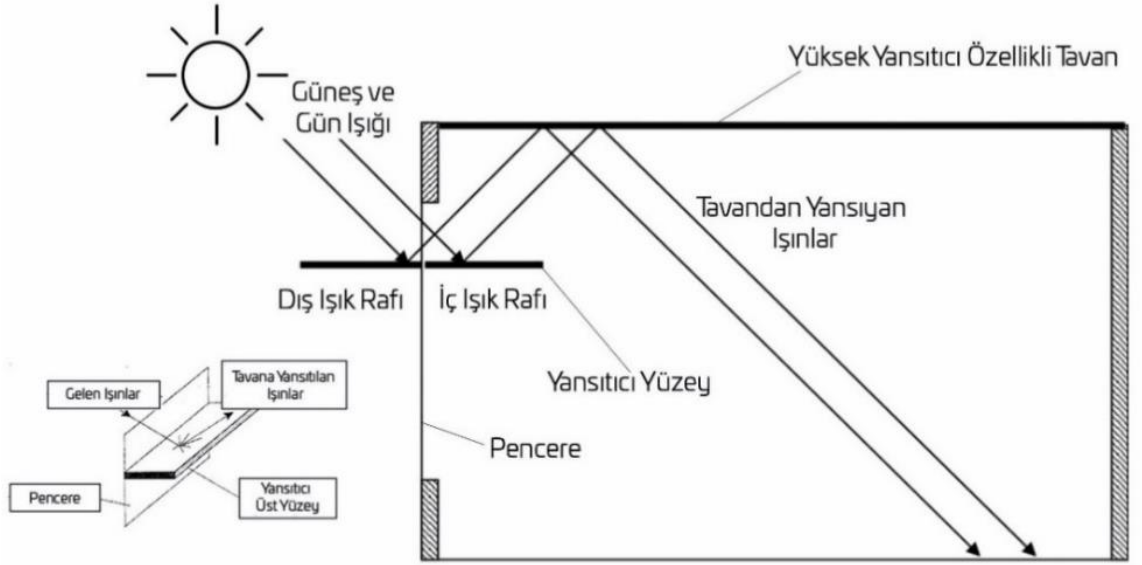 Yüksek Yansıtıcı Özellikli Tavan
Güneş ve
Gün Işığı
Tavandan Yansıyan
Işınlar
Dış Işık Rafı
İç Işık Rafı
Yansıtıcı Yüzey
Pencere
Gelen Işınlar
Tavana Yansıtılan
Işınlar
Pencere
Yansıtıcı
Üst Yüzey